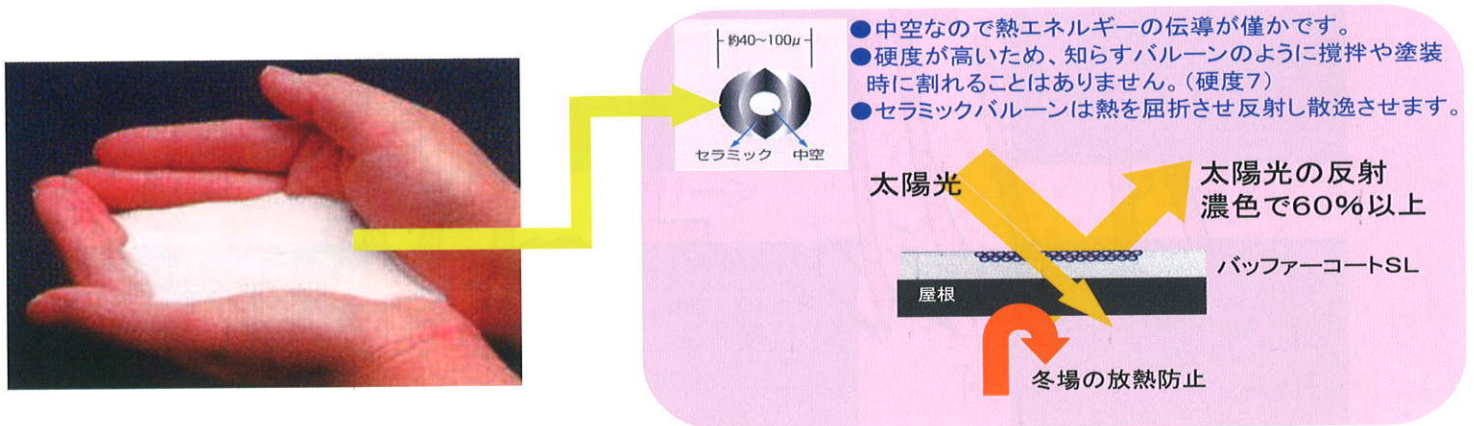 約40～100μ
セラミック 中空
●中空なので熱エネルギーの伝導が僅かです。
●硬度が高いため、知らすバルーンのように撹拌や塗装
時に割れることはありません。(硬度7)
●セラミックバルーンは熱を屈折させ反射し散逸させます。
太陽光
太陽光の反射
濃色で60%以上
バッファーコートSL
屋根
冬場の放熱防止